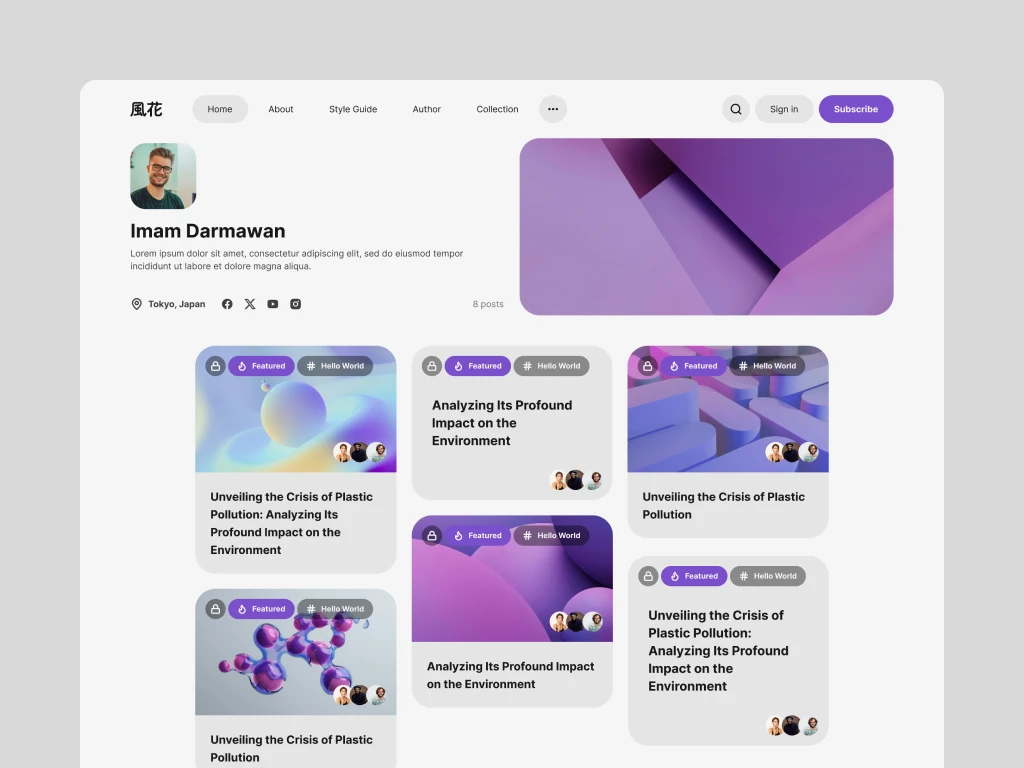 風花
Home
About
Style Guide
Author
Collection
Sign in
Subscribe
Imam Darmawan
Lorem ipsum dolor sit amet, consectetur adipiscing elit, sed do eiusmod tempor
incididunt ut labore et dolore magna aliqua.
Tokyo, Japan
8 posts
Featured
# Hello World
Unveiling the Crisis of Plastic
Pollution: Analyzing Its
Profound Impact on the
Environment
Featured
# Hello World
Analyzing Its Profound
Impact on the
Environment
Featured
# Hello World
Unveiling the Crisis of Plastic
Pollution
Featured
# Hello World
Analyzing Its Profound Impact
on the Environment
Featured
# Hello World
Unveiling the Crisis of
Plastic Pollution:
Analyzing Its Profound
Impact on the
Environment
Featured
# Hello World
Unveiling the Crisis of Plastic
Pollution